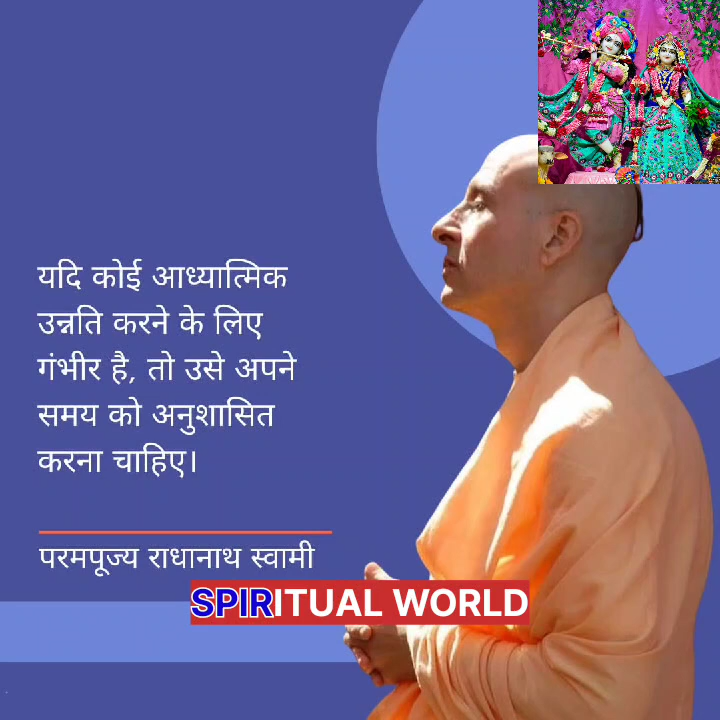 यदि कोई आध्यात्मिक
उन्नति करने के लिए
गंभीर है, तो उसे अपने
समय को अनुशासित
करना चाहिए।
परमपूज्य राधानाथ स्वामी
SPIRITUAL WORLD